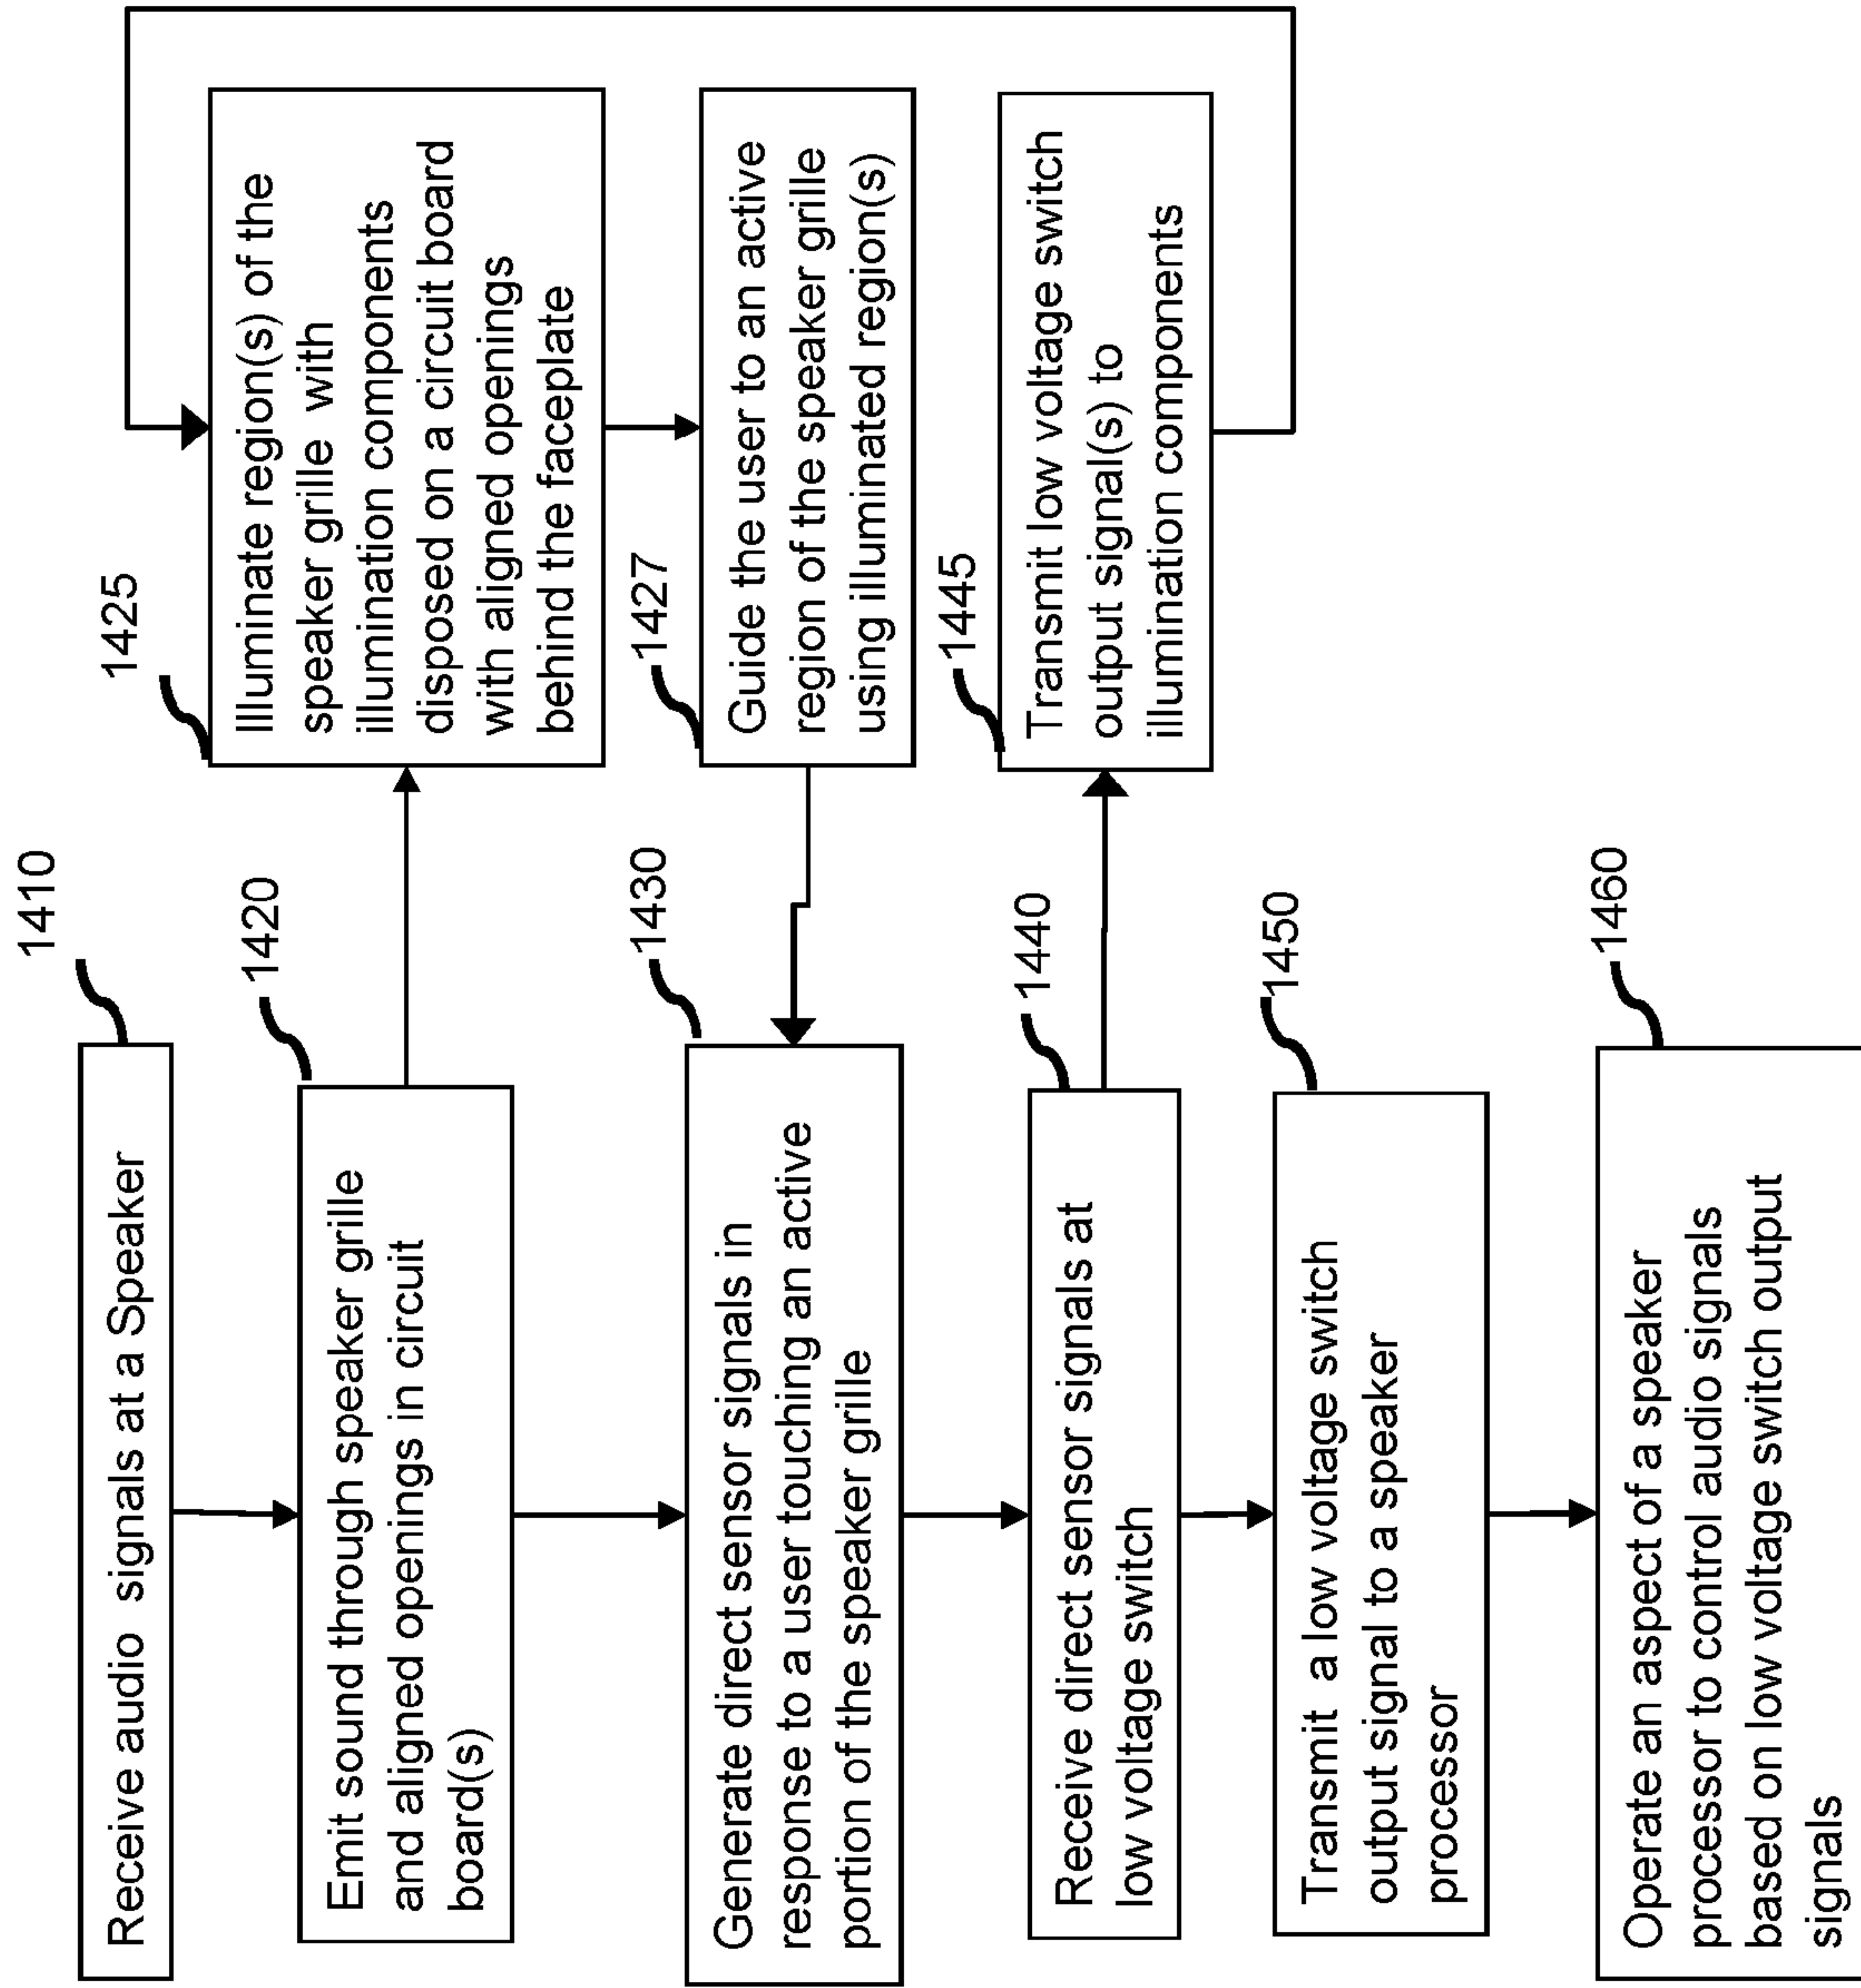 1410
Receive audio signals at a Speaker
1420
Emit sound through speaker grille
and aligned openings in circuit
board(s)
1425
Illuminate region(s) of the
speaker grille with
illumination components
disposed on a circuit board
with aligned openings
behind the faceplate
1427
Guide the user to an active
region of the speaker grille
using illuminated region(s)
1430
Generate direct sensor signals in
response to a user touching an active
portion of the speaker grille
1440
Receive direct sensor signals at
low voltage switch
1445
Transmit low voltage switch
output signal(s) to
illumination components
1450
Transmit a low voltage switch
output signal to a speaker
processor
1460
Operate an aspect of a speaker
processor to control audio signals
based on low voltage switch output
signals